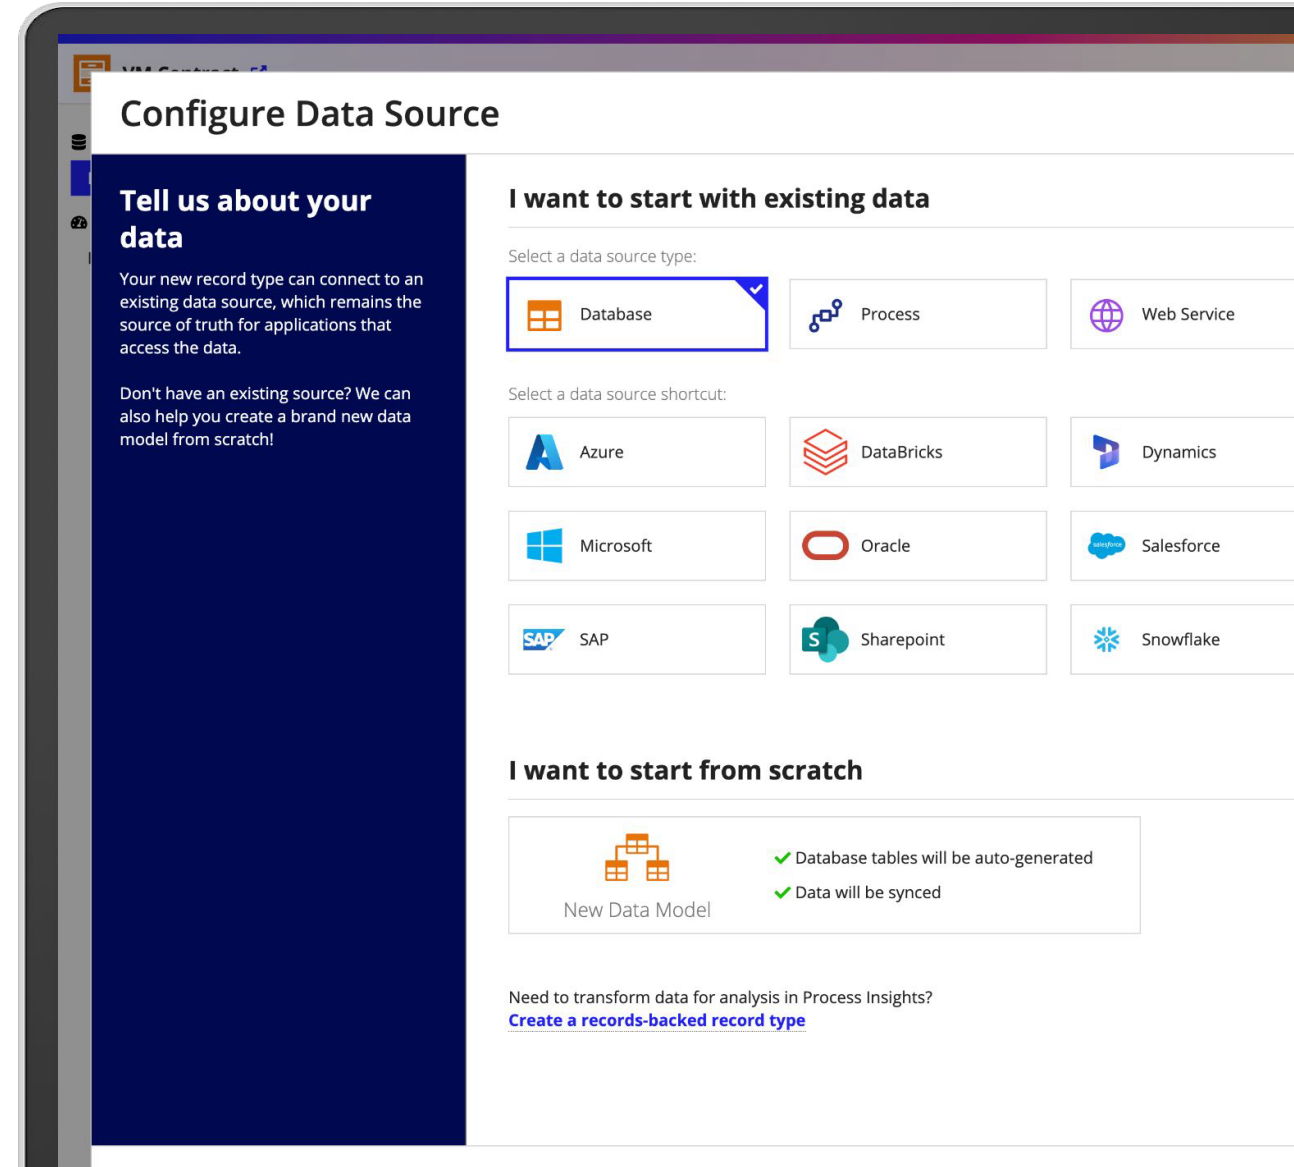 VM Contract
Configure Data Source
Tell us about your
data
Your new record type can connect to an
existing data source, which remains the
source of truth for applications that
access the data.
Don't have an existing source? We can
also help you create a brand new data
model from scratch!
I want to start with existing data
Select a data source type:
Database
Process
Web Service
Select a data source shortcut:
Azure
DataBricks
Dynamics
Microsoft
Oracle
salesforce
Salesforce
SAP
SAP
S
Sharepoint
Snowflake
I want to start from scratch
New Data Model
Database tables will be auto-generated
Data will be synced
Need to transform data for analysis in Process Insights?
Create a records-backed record type